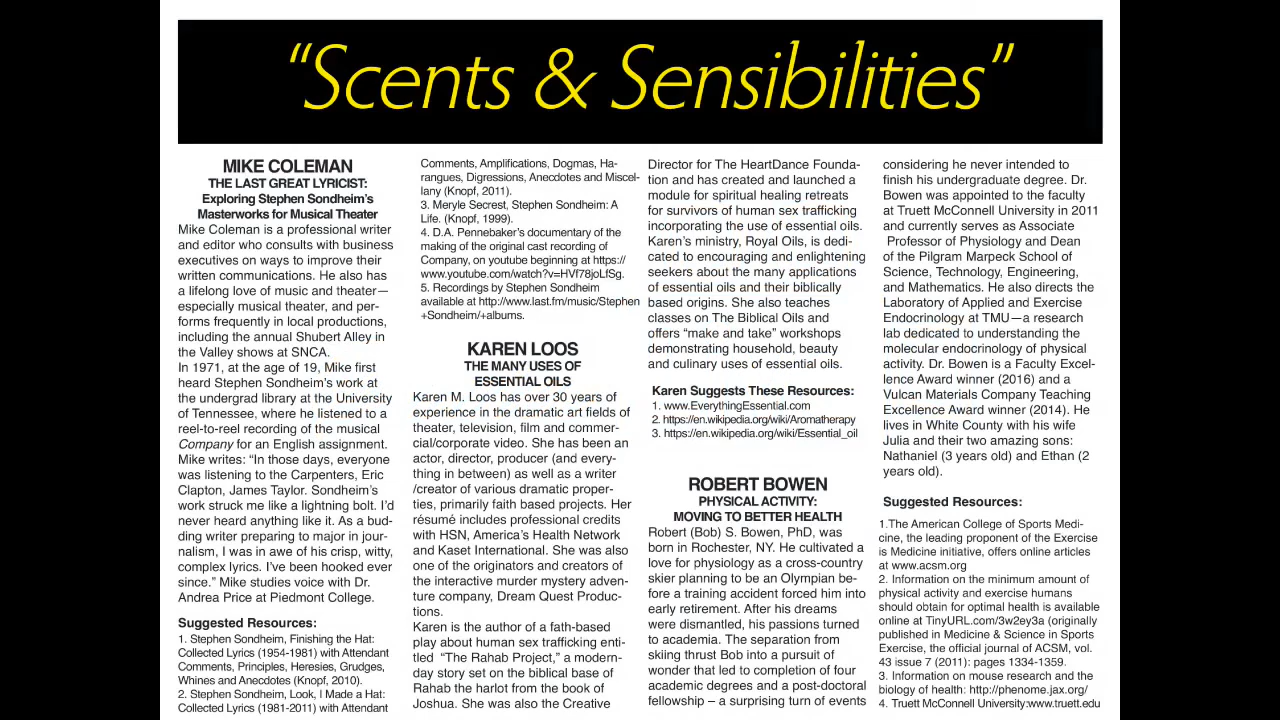 “Scents & Sensibilities”
MIKE COLEMAN
THE LAST GREAT LYRICIST:
Exploring Stephen Sondheim’s
Masterworks for Musical Theater
Mike Coleman is a professional writer
and editor who consults with business
executives on ways to improve their
written communications. He also has
a lifelong love of music and theater—
especially musical theater, and per-
forms frequently in local productions,
including the annual Shubert Alley in
the Valley shows at SNCA.
In 1971, at the age of 19, Mike first
heard Stephen Sondheim’s work at
the undergrad library at the University
of Tennessee, where he listened to a
reel-to-reel recording of the musical
Company for an English assignment.
Mike writes: “In those days, everyone
was listening to the Carpenters, Eric
Clapton, James Taylor. Sondheim’s
work struck me like a lightning bolt. I’d
never heard anything like it. As a bud-
ding writer preparing to major in jour-
nalism, I was in awe of his crisp, witty,
complex lyrics. I’ve been hooked ever
since.” Mike studies voice with Dr.
Andrea Price at Piedmont College.
Suggested Resources:
1. Stephen Sondheim, Finishing the Hat:
Collected Lyrics (1954-1981) with Attendant
Comments, Principles, Heresies, Grudges,
Whines and Anecdotes (Knopf, 2010).
2. Stephen Sondheim, Look, I Made a Hat:
Collected Lyrics (1981-2011) with Attendant
Comments, Amplifications, Dogmas, Ha-
rangues, Digressions, Anecdotes and Miscel-
lany (Knopf, 2011).
3. Meryle Secrest, Stephen Sondheim: A
Life. (Knopf, 1999).
4. D.A. Pennebaker’s documentary of the
making of the original cast recording of
Company, on youtube beginning at https://
www.youtube.com/watch?v=HVf78joLfSg.
5. Recordings by Stephen Sondheim
available at http://www.last.fm/music/Stephen
+Sondheim/+albums.
KAREN LOOS
THE MANY USES OF
ESSENTIAL OILS
Karen M. Loos has over 30 years of
experience in the dramatic art fields of
theater, television, film and commer-
cial/corporate video. She has been an
actor, director, producer (and every-
thing in between) as well as a writer
/creator of various dramatic proper-
ties, primarily faith based projects. Her
résumé includes professional credits
with HSN, America’s Health Network
and Kaset International. She was also
one of the originators and creators of
the interactive murder mystery adven-
ture company, Dream Quest Produc-
tions.
Karen is the author of a fath-based
play about human sex trafficking enti-
tled “The Rahab Project,” a modern-
day story set on the biblical base of
Rahab the harlot from the book of
Joshua. She was also the Creative
Director for The HeartDance Founda-
tion and has created and launched a
module for spiritual healing retreats
for survivors of human sex trafficking
incorporating the use of essential oils.
Karen’s ministry, Royal Oils, is dedi-
cated to encouraging and enlightening
seekers about the many applications
of essential oils and their biblically
based origins. She also teaches
classes on The Biblical Oils and
offers “make and take” workshops
demonstrating household, beauty
and culinary uses of essential oils.
Karen Suggests These Resources:
1. www.EverythingEssential.com
2. https://en.wikipedia.org/wiki/Aromatherapy
3. https://en.wikipedia.org/wiki/Essential_oil
ROBERT BOWEN
PHYSICAL ACTIVITY:
MOVING TO BETTER HEALTH
Robert (Bob) S. Bowen, PhD, was
born in Rochester, NY. He cultivated a
love for physiology as a cross-country
skier planning to be an Olympian be-
fore a training accident forced him into
early retirement. After his dreams
were dismantled, his passions turned
to academia. The separation from
skiing thrust Bob into a pursuit of
wonder that led to completion of four
academic degrees and a post-doctoral
fellowship – a surprising turn of events
considering he never intended to
finish his undergraduate degree. Dr.
Bowen was appointed to the faculty
at Truett McConnell University in 2011
and currently serves as Associate
Professor of Physiology and Dean
of the Pilgram Marpeck School of
Science, Technology, Engineering,
and Mathematics. He also directs the
Laboratory of Applied and Exercise
Endocrinology at TMU—a research
lab dedicated to understanding the
molecular endocrinology of physical
activity. Dr. Bowen is a Faculty Excel-
lence Award winner (2016) and a
Vulcan Materials Company Teaching
Excellence Award winner (2014). He
lives in White County with his wife
Julia and their two amazing sons:
Nathaniel (3 years old) and Ethan (2
years old).
Suggested Resources:
1.The American College of Sports Medi-
cine, the leading proponent of the Exercise
is Medicine initiative, offers online articles
at www.acsm.org
2. Information on the minimum amount of
physical activity and exercise humans
should obtain for optimal health is available
online at TinyURL.com/3w2ey3a (originally
published in Medicine & Science in Sports
Exercise, the official journal of ACSM, vol.
43 issue 7 (2011): pages 1334-1359.
3. Information on mouse research and the
biology of health: http://phenome.jax.org/
4. Truett McConnell University:www.truett.edu